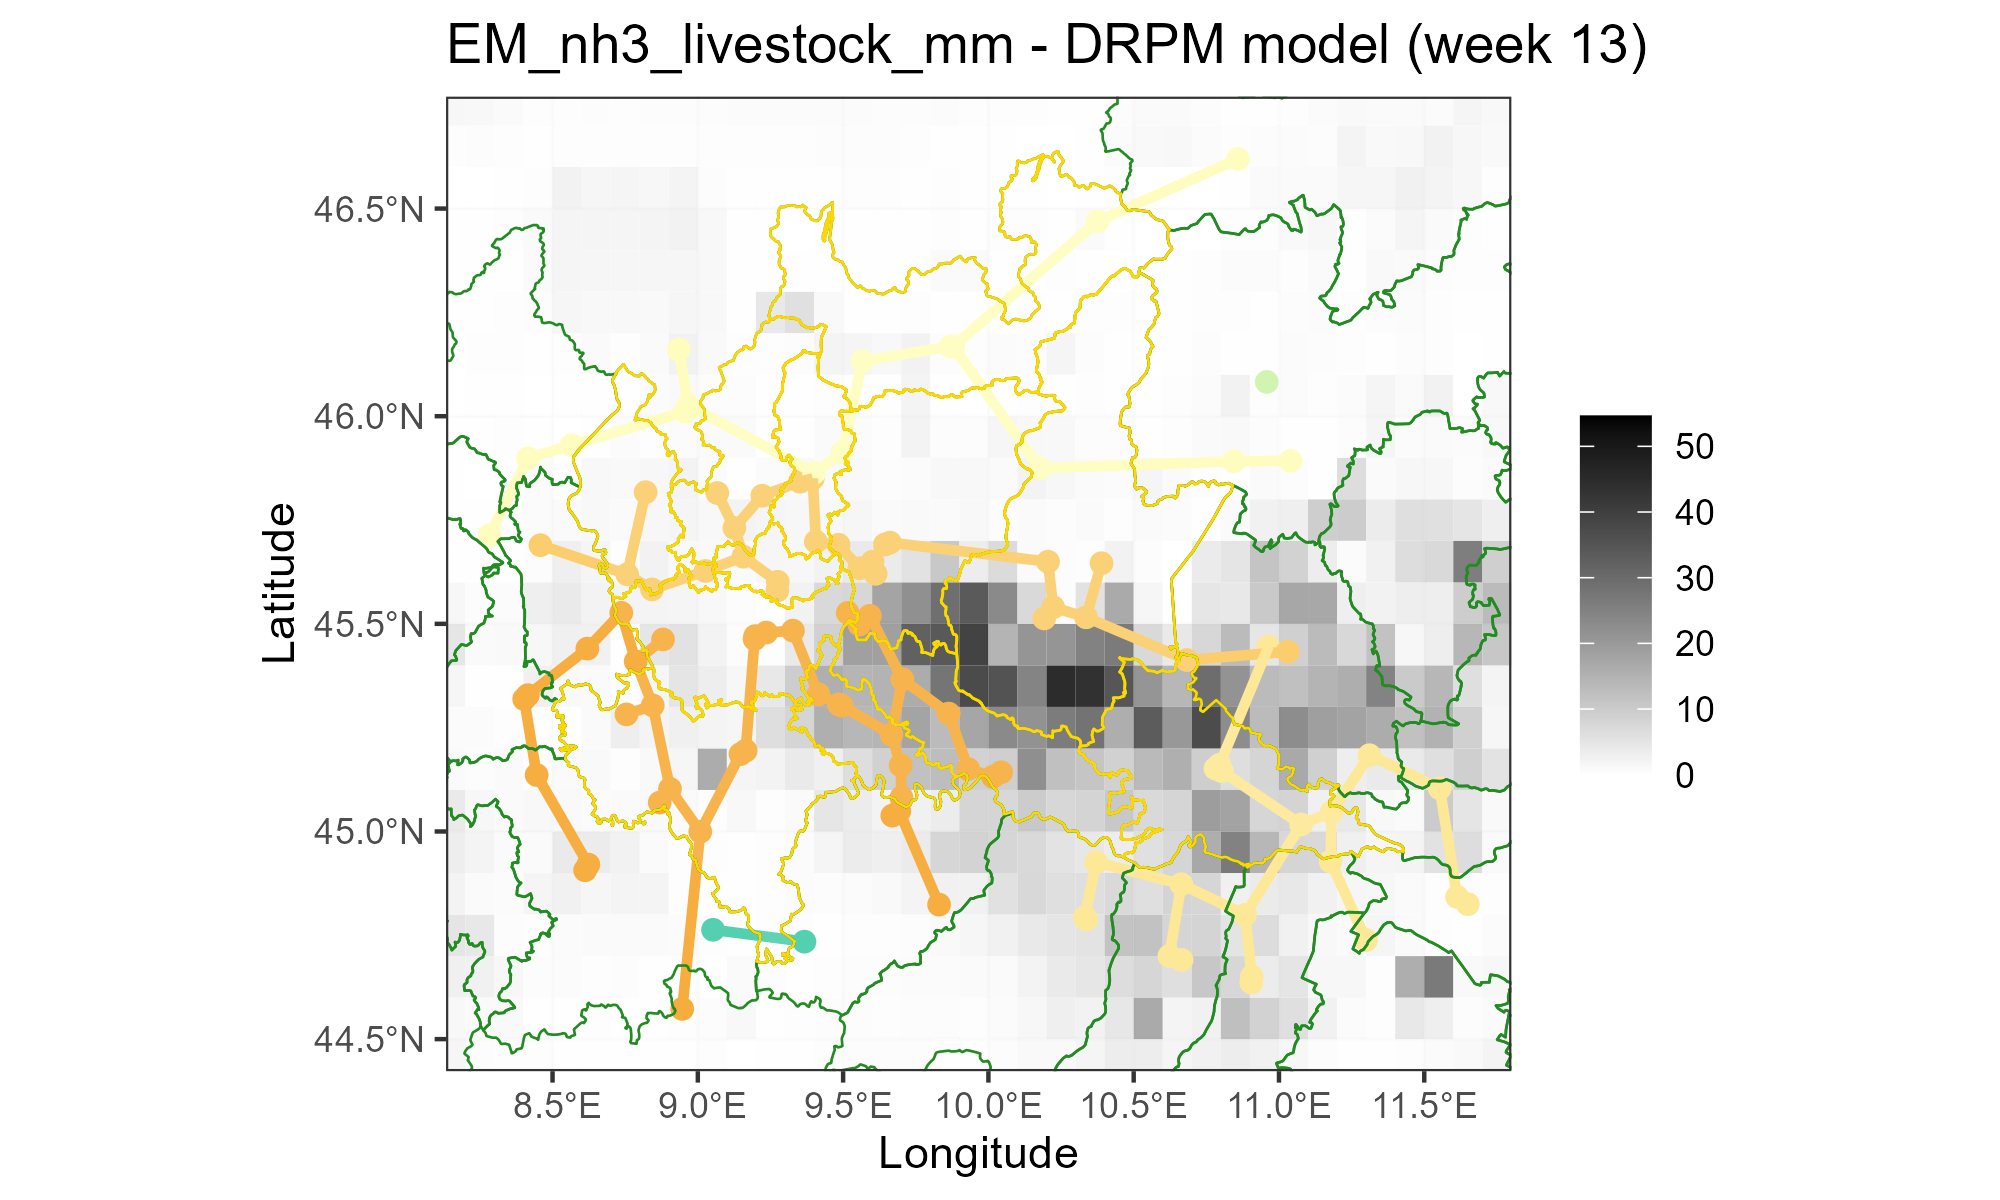 EM_nh3_livestock_mm - DRPM model (week 13)
46.5°N
46.0°N
45.5°N
45.0°N
44.5°N
Latitude
8.5°E 9.0°E 9.5°E 10.0°E 10.5°E 11.0°E 11.5°E
Longitude
50
40
30
20
10
0